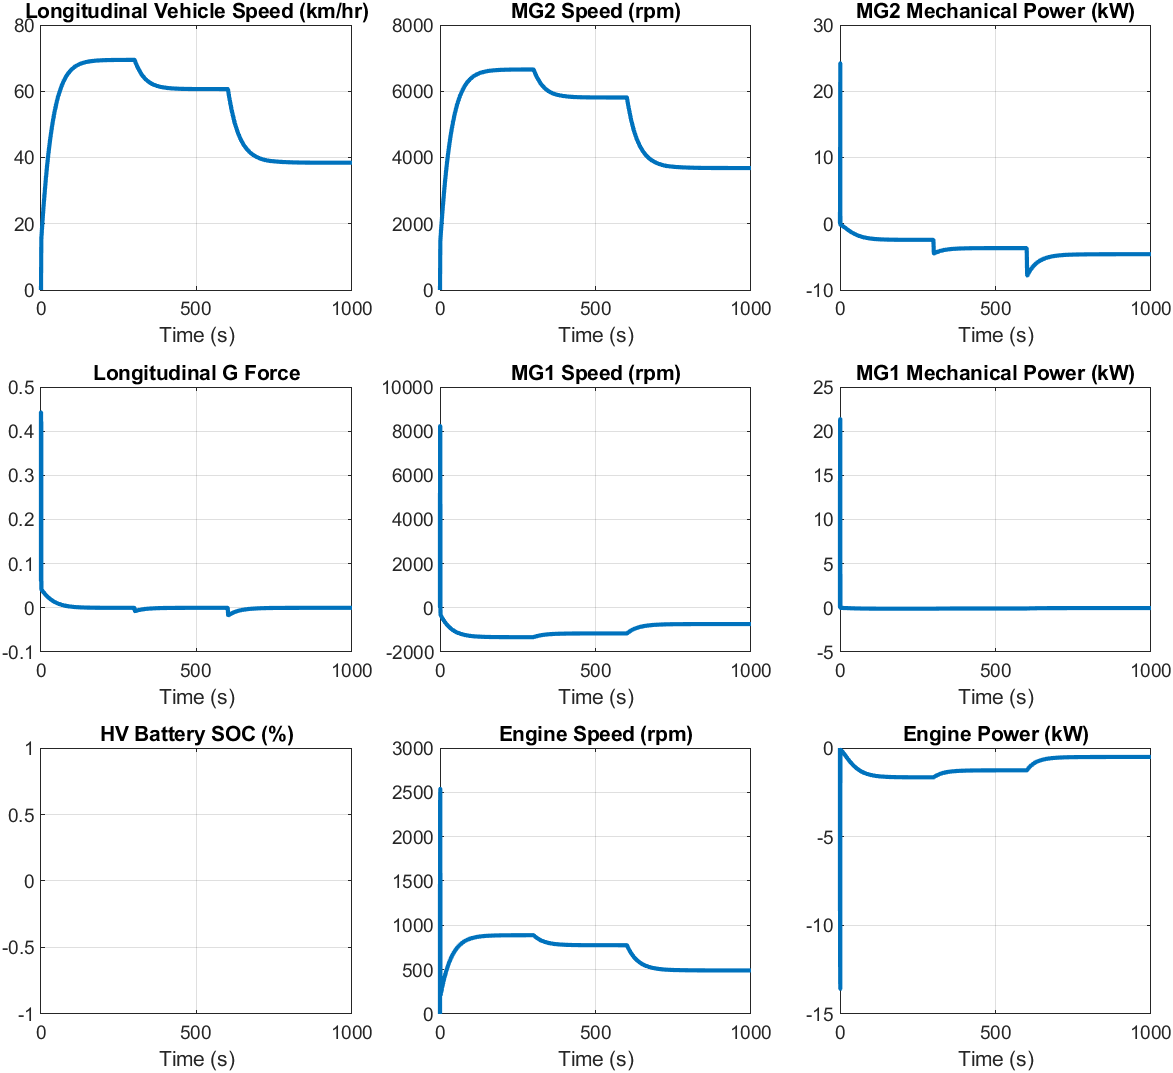 Longitudinal Vehicle Speed (km/hr)
80
60
40
20
0
0 500 1000
Time (s)
MG2 Speed (rpm)
8000
6000
4000
2000
0
0 500 1000
Time (s)
MG2 Mechanical Power (kW)
30
20
10
0
-10
0 500 1000
Time (s)
Longitudinal G Force
0.5
0.4
0.3
0.2
0.1
0
-0.1
0 500 1000
Time (s)
MG1 Speed (rpm)
10000
8000
6000
4000
2000
0
-2000
0 500 1000
Time (s)
MG1 Mechanical Power (kW)
25
20
15
10
5
0
-5
0 500 1000
Time (s)
HV Battery SOC (%)
1
0.5
0
-0.5
-1
0 500 1000
Time (s)
Engine Speed (rpm)
3000
2500
2000
1500
1000
500
0
0 500 1000
Time (s)
Engine Power (kW)
0
-5
-10
-15
0 500 1000
Time (s)